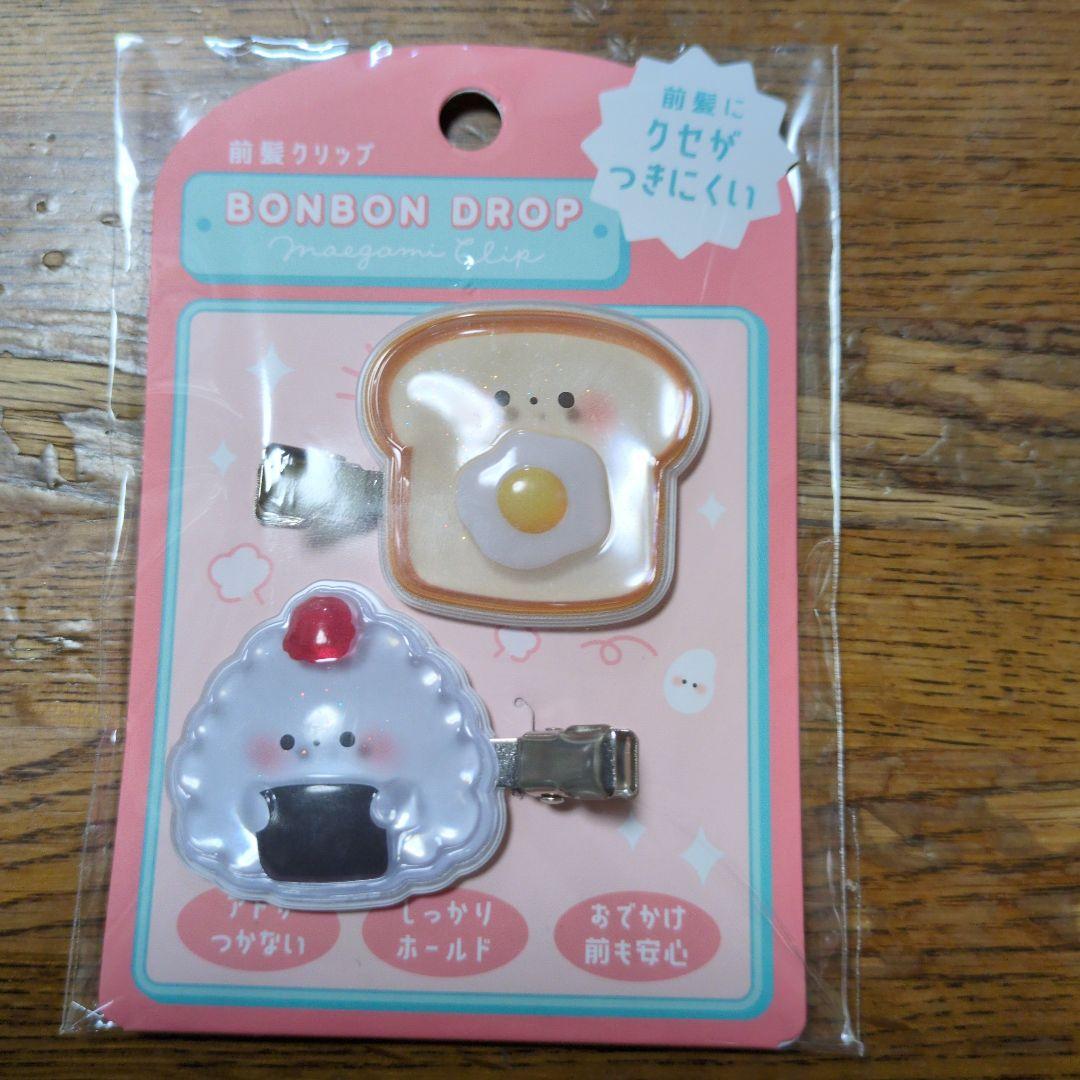 前髪に
クセが
つきにくい
前髪クリップ
BONBON DROP
Maegami Clip
つかない
しっかり
ホールド
おでかけ
前も安心